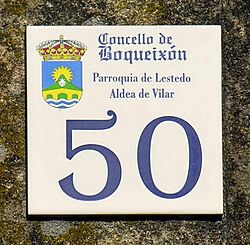 Concello de
Boqueixón
Parroquia de Lestedo
Aldea de Vilar
50